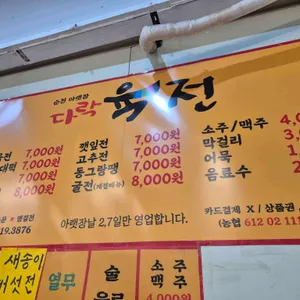 순천 아랫장
다락 육전
육전 7,000원 깻잎전 7,000원 소주/맥주 4,0
7,000원 고추전 7,000원 막걸리 3,
7,000원 동그랑땡 7,000원 어묵
8,000원 굴전(계절메뉴) 8,000원 음료수
아랫장날 2,7일만 영업합니다.
카드결제 X / 상품권
19.3876
(농협 612 02 11
새송이
버섯전
열무
술
소주
맥주
음료
4,000원